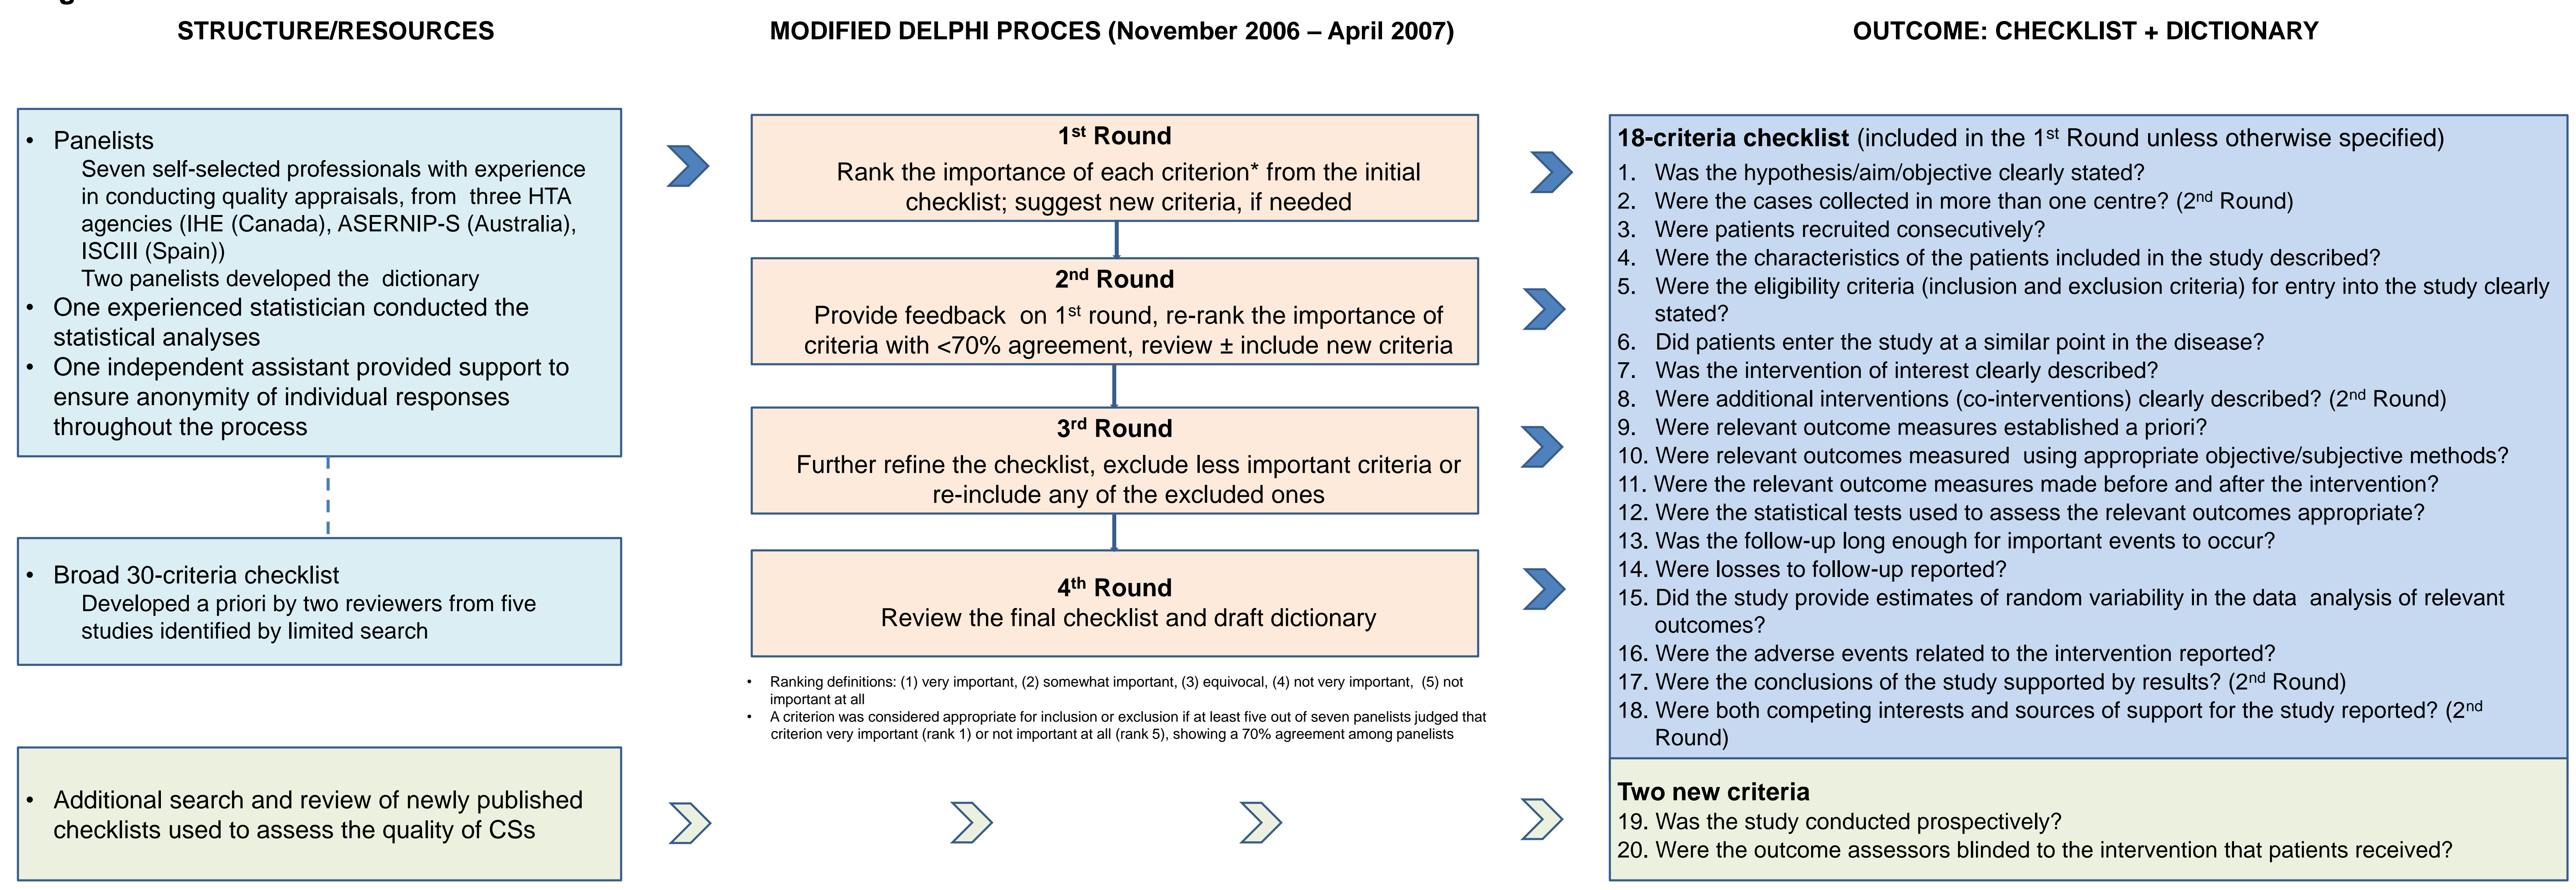 STRUCTURE/RESOURCES
• Panelists
Seven self-selected professionals with experience
in conducting quality appraisals, from three HTA
agencies (IHE (Canada), ASERNIP-S (Australia),
ISCIII (Spain))
Two panelists developed the dictionary
• One experienced statistician conducted the
statistical analyses
• One independent assistant provided support to
ensure anonymity of individual responses
throughout the process
• Broad 30-criteria checklist
Developed a priori by two reviewers from five
studies identified by limited search
• Additional search and review of newly published
checklists used to assess the quality of CSs
MODIFIED DELPHI PROCES (November 2006 – April 2007)
1st Round
Rank the importance of each criterion* from the initial
checklist; suggest new criteria, if needed
2nd Round
Provide feedback on 1st round, re-rank the importance of
criteria with <70% agreement, review ± include new criteria
3rd Round
Further refine the checklist, exclude less important criteria or
re-include any of the excluded ones
4th Round
Review the final checklist and draft dictionary
• Ranking definitions: (1) very important, (2) somewhat important, (3) equivocal, (4) not very important, (5) not
important at all
• A criterion was considered appropriate for inclusion or exclusion if at least five out of seven panelists judged that
criterion very important (rank 1) or not important at all (rank 5), showing a 70% agreement among panelists
OUTCOME: CHECKLIST + DICTIONARY
18-criteria checklist (included in the 1st Round unless otherwise specified)
1. Was the hypothesis/aim/objective clearly stated?
2. Were the cases collected in more than one centre? (2nd Round)
3. Were patients recruited consecutively?
4. Were the characteristics of the patients included in the study described?
5. Were the eligibility criteria (inclusion and exclusion criteria) for entry into the study clearly
stated?
6. Did patients enter the study at a similar point in the disease?
7. Was the intervention of interest clearly described?
8. Were additional interventions (co-interventions) clearly described? (2nd Round)
9. Were relevant outcome measures established a priori?
10. Were relevant outcomes measured using appropriate objective/subjective methods?
11. Were the relevant outcome measures made before and after the intervention?
12. Were the statistical tests used to assess the relevant outcomes appropriate?
13. Was the follow-up long enough for important events to occur?
14. Were losses to follow-up reported?
15. Did the study provide estimates of random variability in the data analysis of relevant
outcomes?
16. Were the adverse events related to the intervention reported?
17. Were the conclusions of the study supported by results? (2nd Round)
18. Were both competing interests and sources of support for the study reported? (2nd
Round)
Two new criteria
19. Was the study conducted prospectively?
20. Were the outcome assessors blinded to the intervention that patients received?